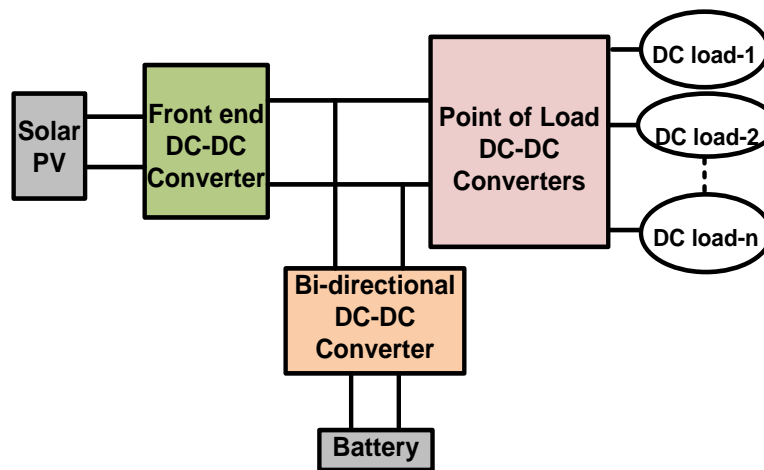 Solar
PV
Front end
DC-DC
Converter
Point of Load
DC-DC
Converters
DC load-1
DC load-2
DC load-n
Bi-directional
DC-DC
Converter
Battery